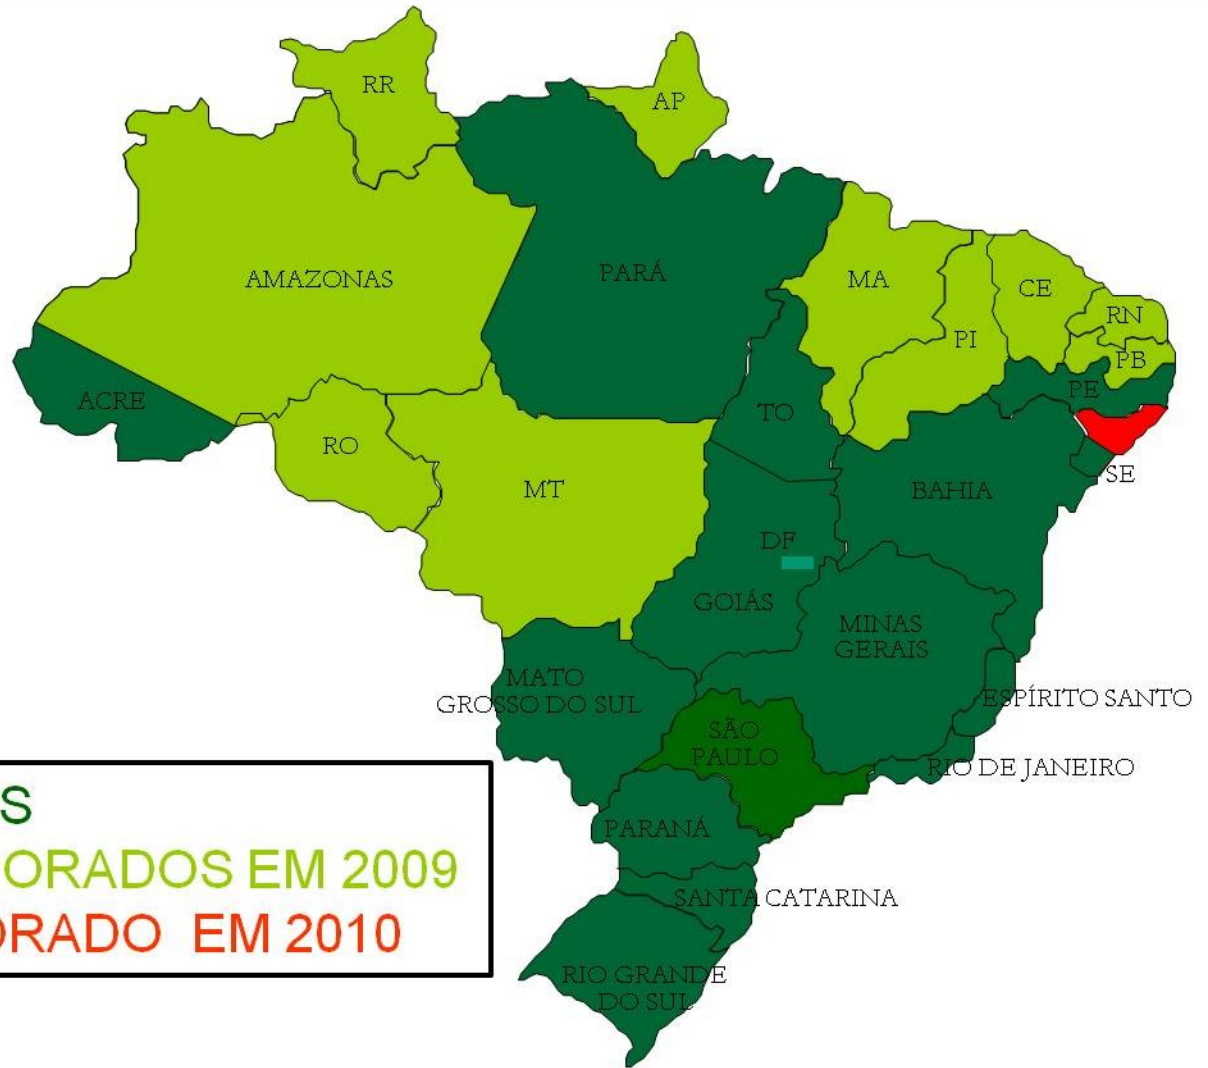 RR
AP
AMAZONAS
PARÁ
MA
CE
RN
PI
PB
PE
ACRE
TO
RO
SE
MT
BAHIA
DF
GOIÁS
MINAS
GERAIS
MATO
GROSSO DO SUL
ESPÍRITO SANTO
SÃO
PAULO
RIO DE JANEIRO
PARANÁ
SANTA CATARINA
RIO GRANDE
DO SUL
S
ORADOS EM 2009
ORADO EM 2010